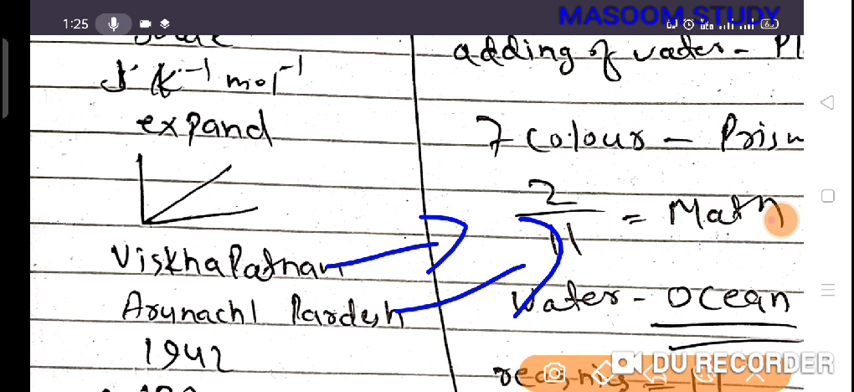 1:25
MASOOM STUDY
J K⁻¹ mol⁻¹
expand
Viskhapatnam
Arunachl Pardesh
1942
adding of water - Pl
7 colour - Prism
2/11 = Math
water - ocean
DU RECORDER